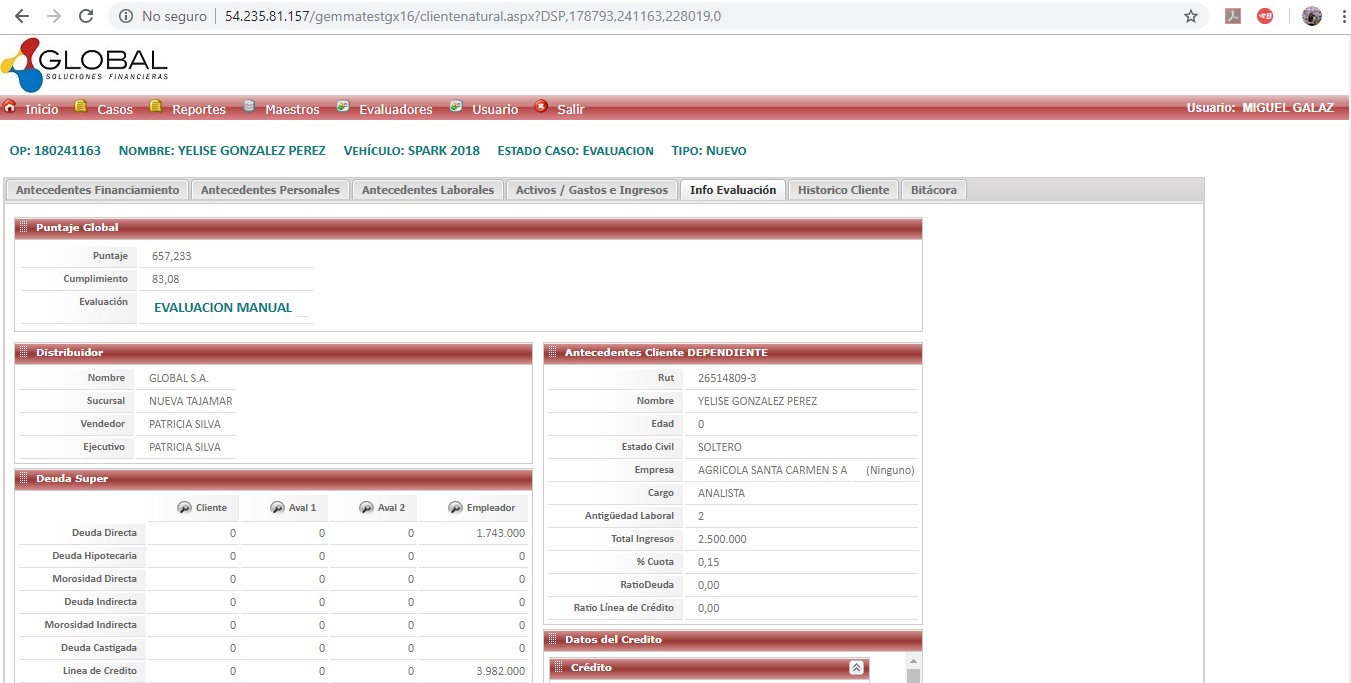 No seguro | 54.235.81.157/gemmatestgx16/clientenatural.aspx?DSP,178793,241163,228019,0
GLOBAL
SOLUCIONES FINANCIERAS
Inicio Casos Reportes Maestros Evaluadores Usuario Salir Usuario: MIGUEL GALAZ
OP: 180241163 NOMBRE: YELISE GONZALEZ PEREZ VEHÍCULO: SPARK 2018 ESTADO CASO: EVALUACION TIPO: NUEVO
Antecedentes Financiamiento Antecedentes Personales Antecedentes Laborales Activos / Gastos e Ingresos Info Evaluación Historico Cliente Bitácora
Puntaje Global
Puntaje 657,233
Cumplimiento 83,08
Evaluación EVALUACION MANUAL
Distribuidor
Nombre GLOBAL S.A.
Sucursal NUEVA TAJAMAR
Vendedor PATRICIA SILVA
Ejecutivo PATRICIA SILVA
Deuda Super
Cliente Aval 1 Aval 2 Empleador
Deuda Directa 0 0 0 1.743.000
Deuda Hipotecaria 0 0 0 0
Morosidad Directa 0 0 0 0
Deuda Indirecta 0 0 0 0
Morosidad Indirecta 0 0 0 0
Deuda Castigada 0 0 0 0
Linea de Credito 0 0 0 3.982.000
Antecedentes Cliente DEPENDIENTE
Rut 26514809-3
Nombre YELISE GONZALEZ PEREZ
Edad 0
Estado Civil SOLTERO
Empresa AGRICOLA SANTA CARMEN S A (Ninguno)
Cargo ANALISTA
Antigüedad Laboral 2
Total Ingresos 2.500.000
% Cuota 0,15
RatioDeuda 0,00
Ratio Línea de Crédito 0,00
Datos del Credito
Crédito